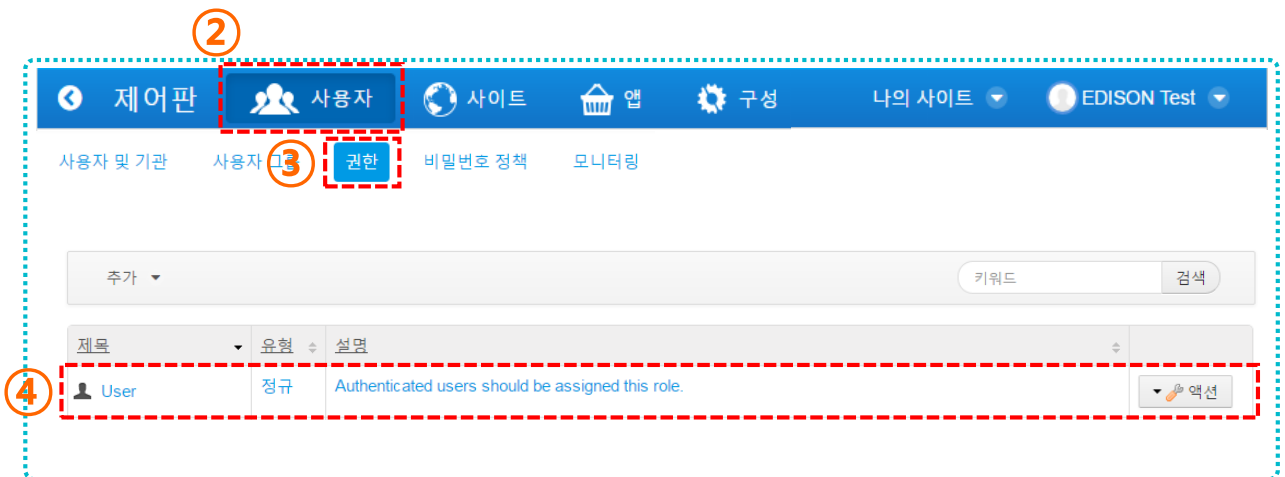 ②
제어판 사용자 사이트 앱 구성 나의 사이트 EDISON Test
사용자 및 기관 사용자 ③ 권한 비밀번호 정책 모니터링
추가 키워드 검색
제목 유형 설명
④ User 정규 Authenticated users should be assigned this role. 액션